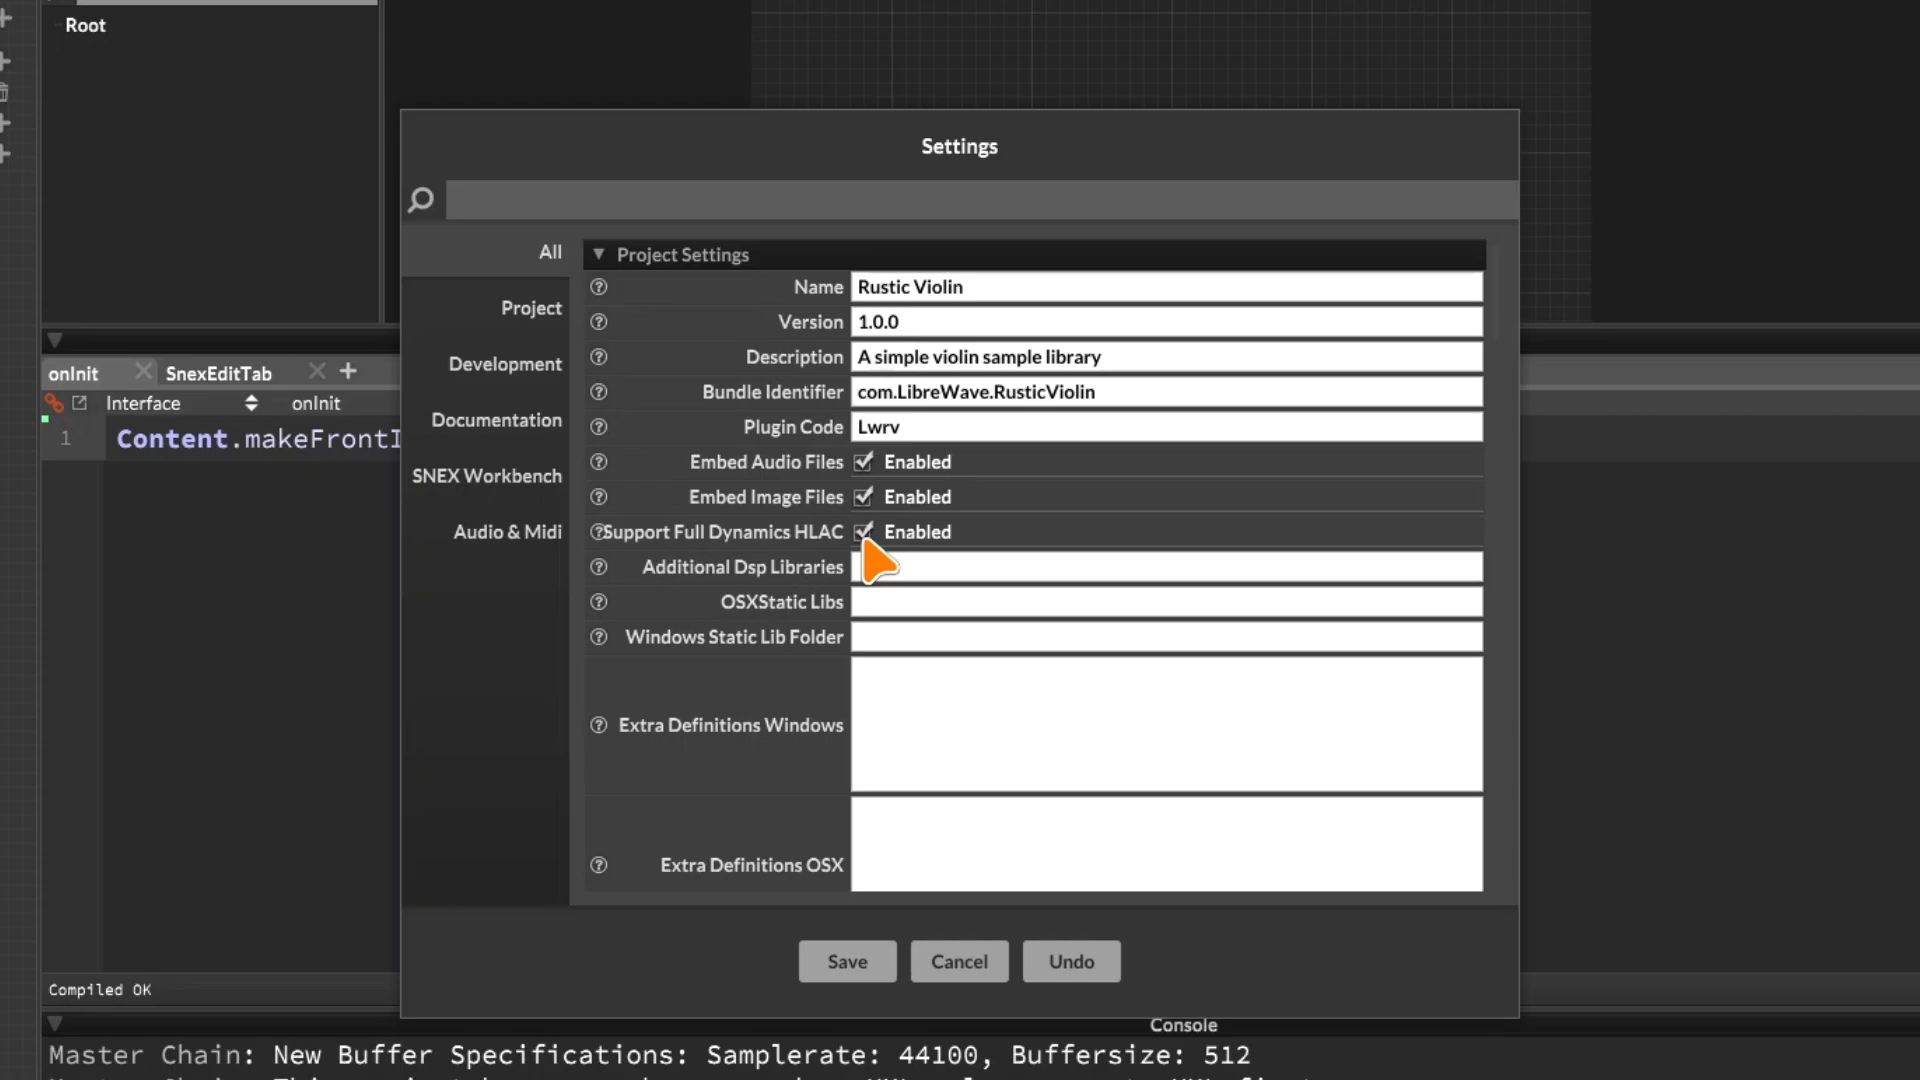 Root
Settings
All
Project
Development
Documentation
SNEX Workbench
Audio & Midi
Project Settings
Name Rustic Violin
Version 1.0.0
Description A simple violin sample library
Bundle Identifier com.LibreWave.RusticViolin
Plugin Code Lwrv
Embed Audio Files Enabled
Embed Image Files Enabled
Support Full Dynamics HLAC Enabled
Additional Dsp Libraries
OSXStatic Libs
Windows Static Lib Folder
Extra Definitions Windows
Extra Definitions OSX
Save Cancel Undo
onInit SnexEditTab
Interface onInit
1 Content.makeFrontI
Compiled OK
Console
Master Chain: New Buffer Specifications: Samplerate: 44100, Buffersize: 512